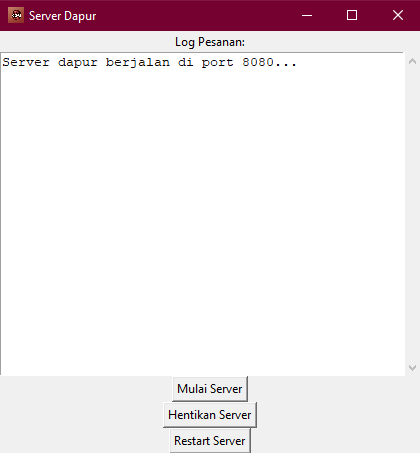 Server Dapur
Log Pesanan:
Server dapur berjalan di port 8080...
Mulai Server
Hentikan Server
Restart Server